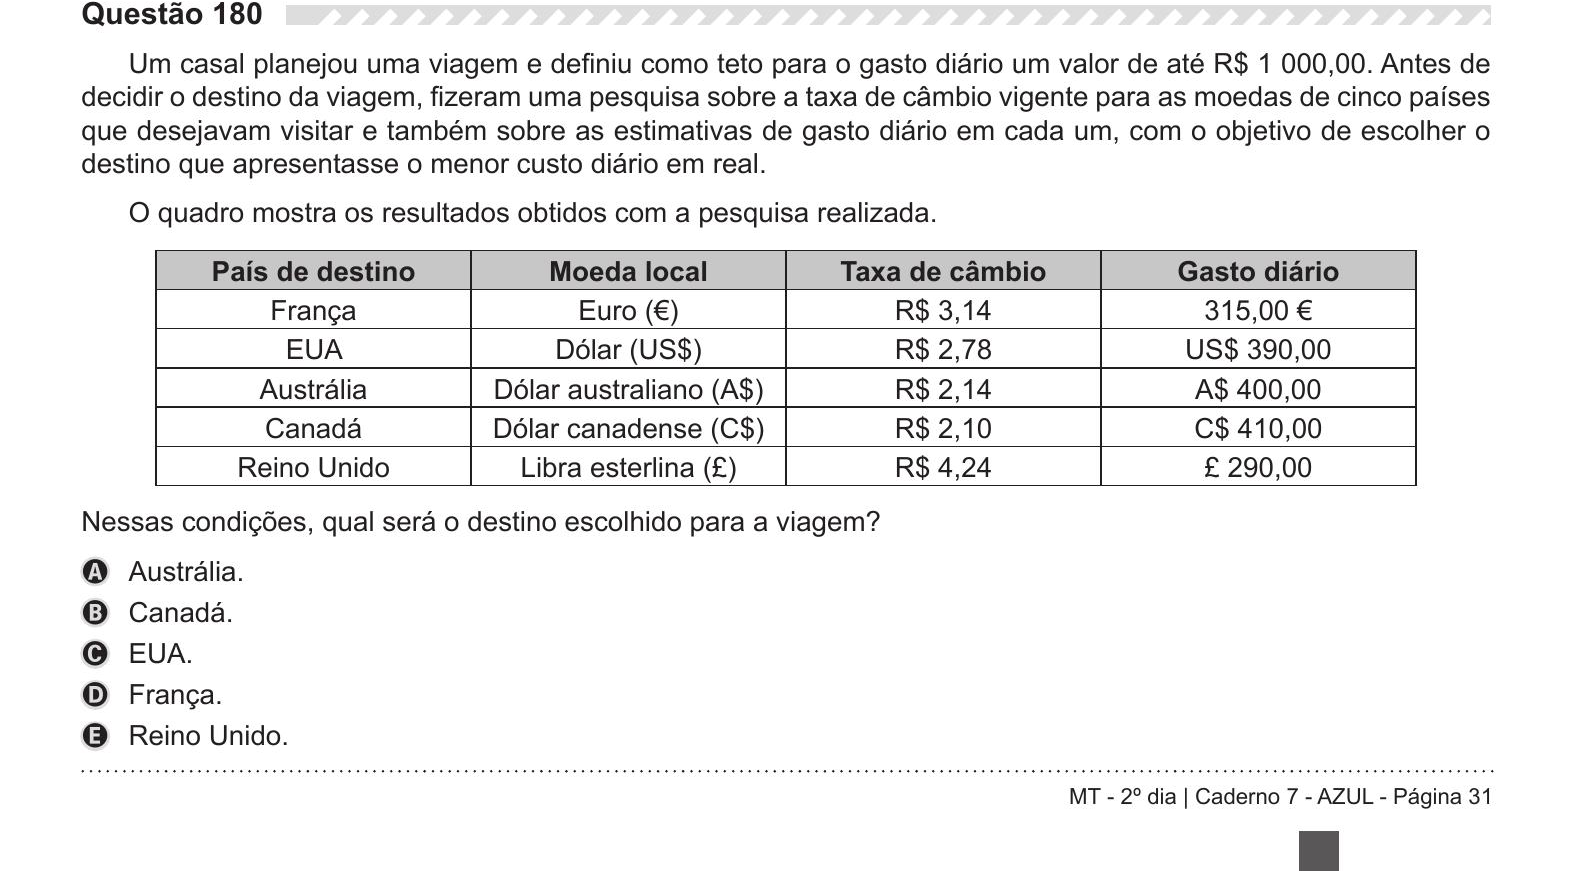 Questão 180
Um casal planejou uma viagem e definiu como teto para o gasto diário um valor de até R$ 1 000,00. Antes de
decidir o destino da viagem, fizeram uma pesquisa sobre a taxa de câmbio vigente para as moedas de cinco países
que desejavam visitar e também sobre as estimativas de gasto diário em cada um, com o objetivo de escolher o
destino que apresentasse o menor custo diário em real.
O quadro mostra os resultados obtidos com a pesquisa realizada.
País de destino Moeda local Taxa de câmbio Gasto diário
França Euro (€) R$ 3,14 315,00 €
EUA Dólar (US$) R$ 2,78 US$ 390,00
Austrália Dólar australiano (A$) R$ 2,14 A$ 400,00
Canadá Dólar canadense (C$) R$ 2,10 C$ 410,00
Reino Unido Libra esterlina (£) R$ 4,24 £ 290,00
Nessas condições, qual será o destino escolhido para a viagem?
A Austrália.
B Canadá.
C EUA.
D França.
E Reino Unido.
MT - 2º dia | Caderno 7 - AZUL - Página 31